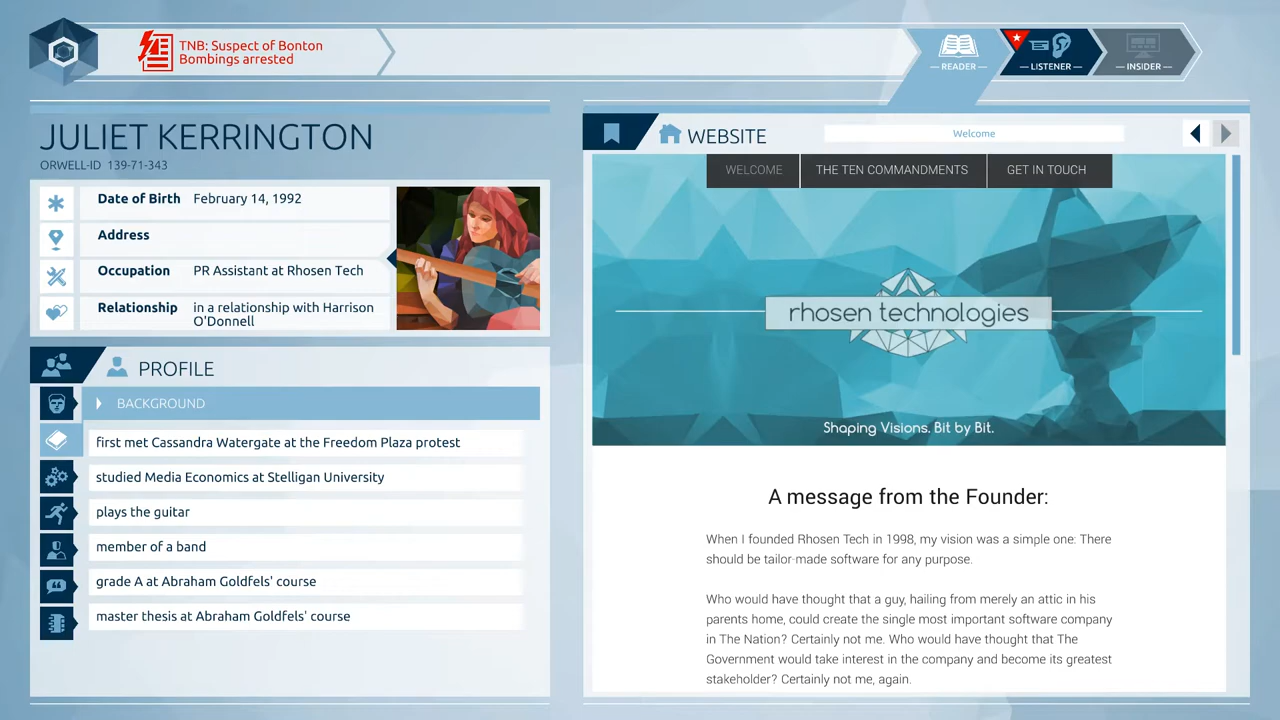 TNB: Suspect of Bonton
Bombings arrested
— READER —
— LISTENER —
— INSIDER —
JULIET KERRINGTON
ORWELL-ID 139-71-343
Date of Birth February 14, 1992
Address
Occupation PR Assistant at Rhosen Tech
Relationship in a relationship with Harrison
O'Donnell
PROFILE
BACKGROUND
first met Cassandra Watergate at the Freedom Plaza protest
studied Media Economics at Stelligan University
plays the guitar
member of a band
grade A at Abraham Goldfels' course
master thesis at Abraham Goldfels' course
WEBSITE
Welcome
WELCOME THE TEN COMMANDMENTS GET IN TOUCH
rhosen technologies
Shaping Visions. Bit by Bit.
A message from the Founder:
When I founded Rhosen Tech in 1998, my vision was a simple one: There
should be tailor-made software for any purpose.
Who would have thought that a guy, hailing from merely an attic in his
parents home, could create the single most important software company
in The Nation? Certainly not me. Who would have thought that The
Government would take interest in the company and become its greatest
stakeholder? Certainly not me, again.